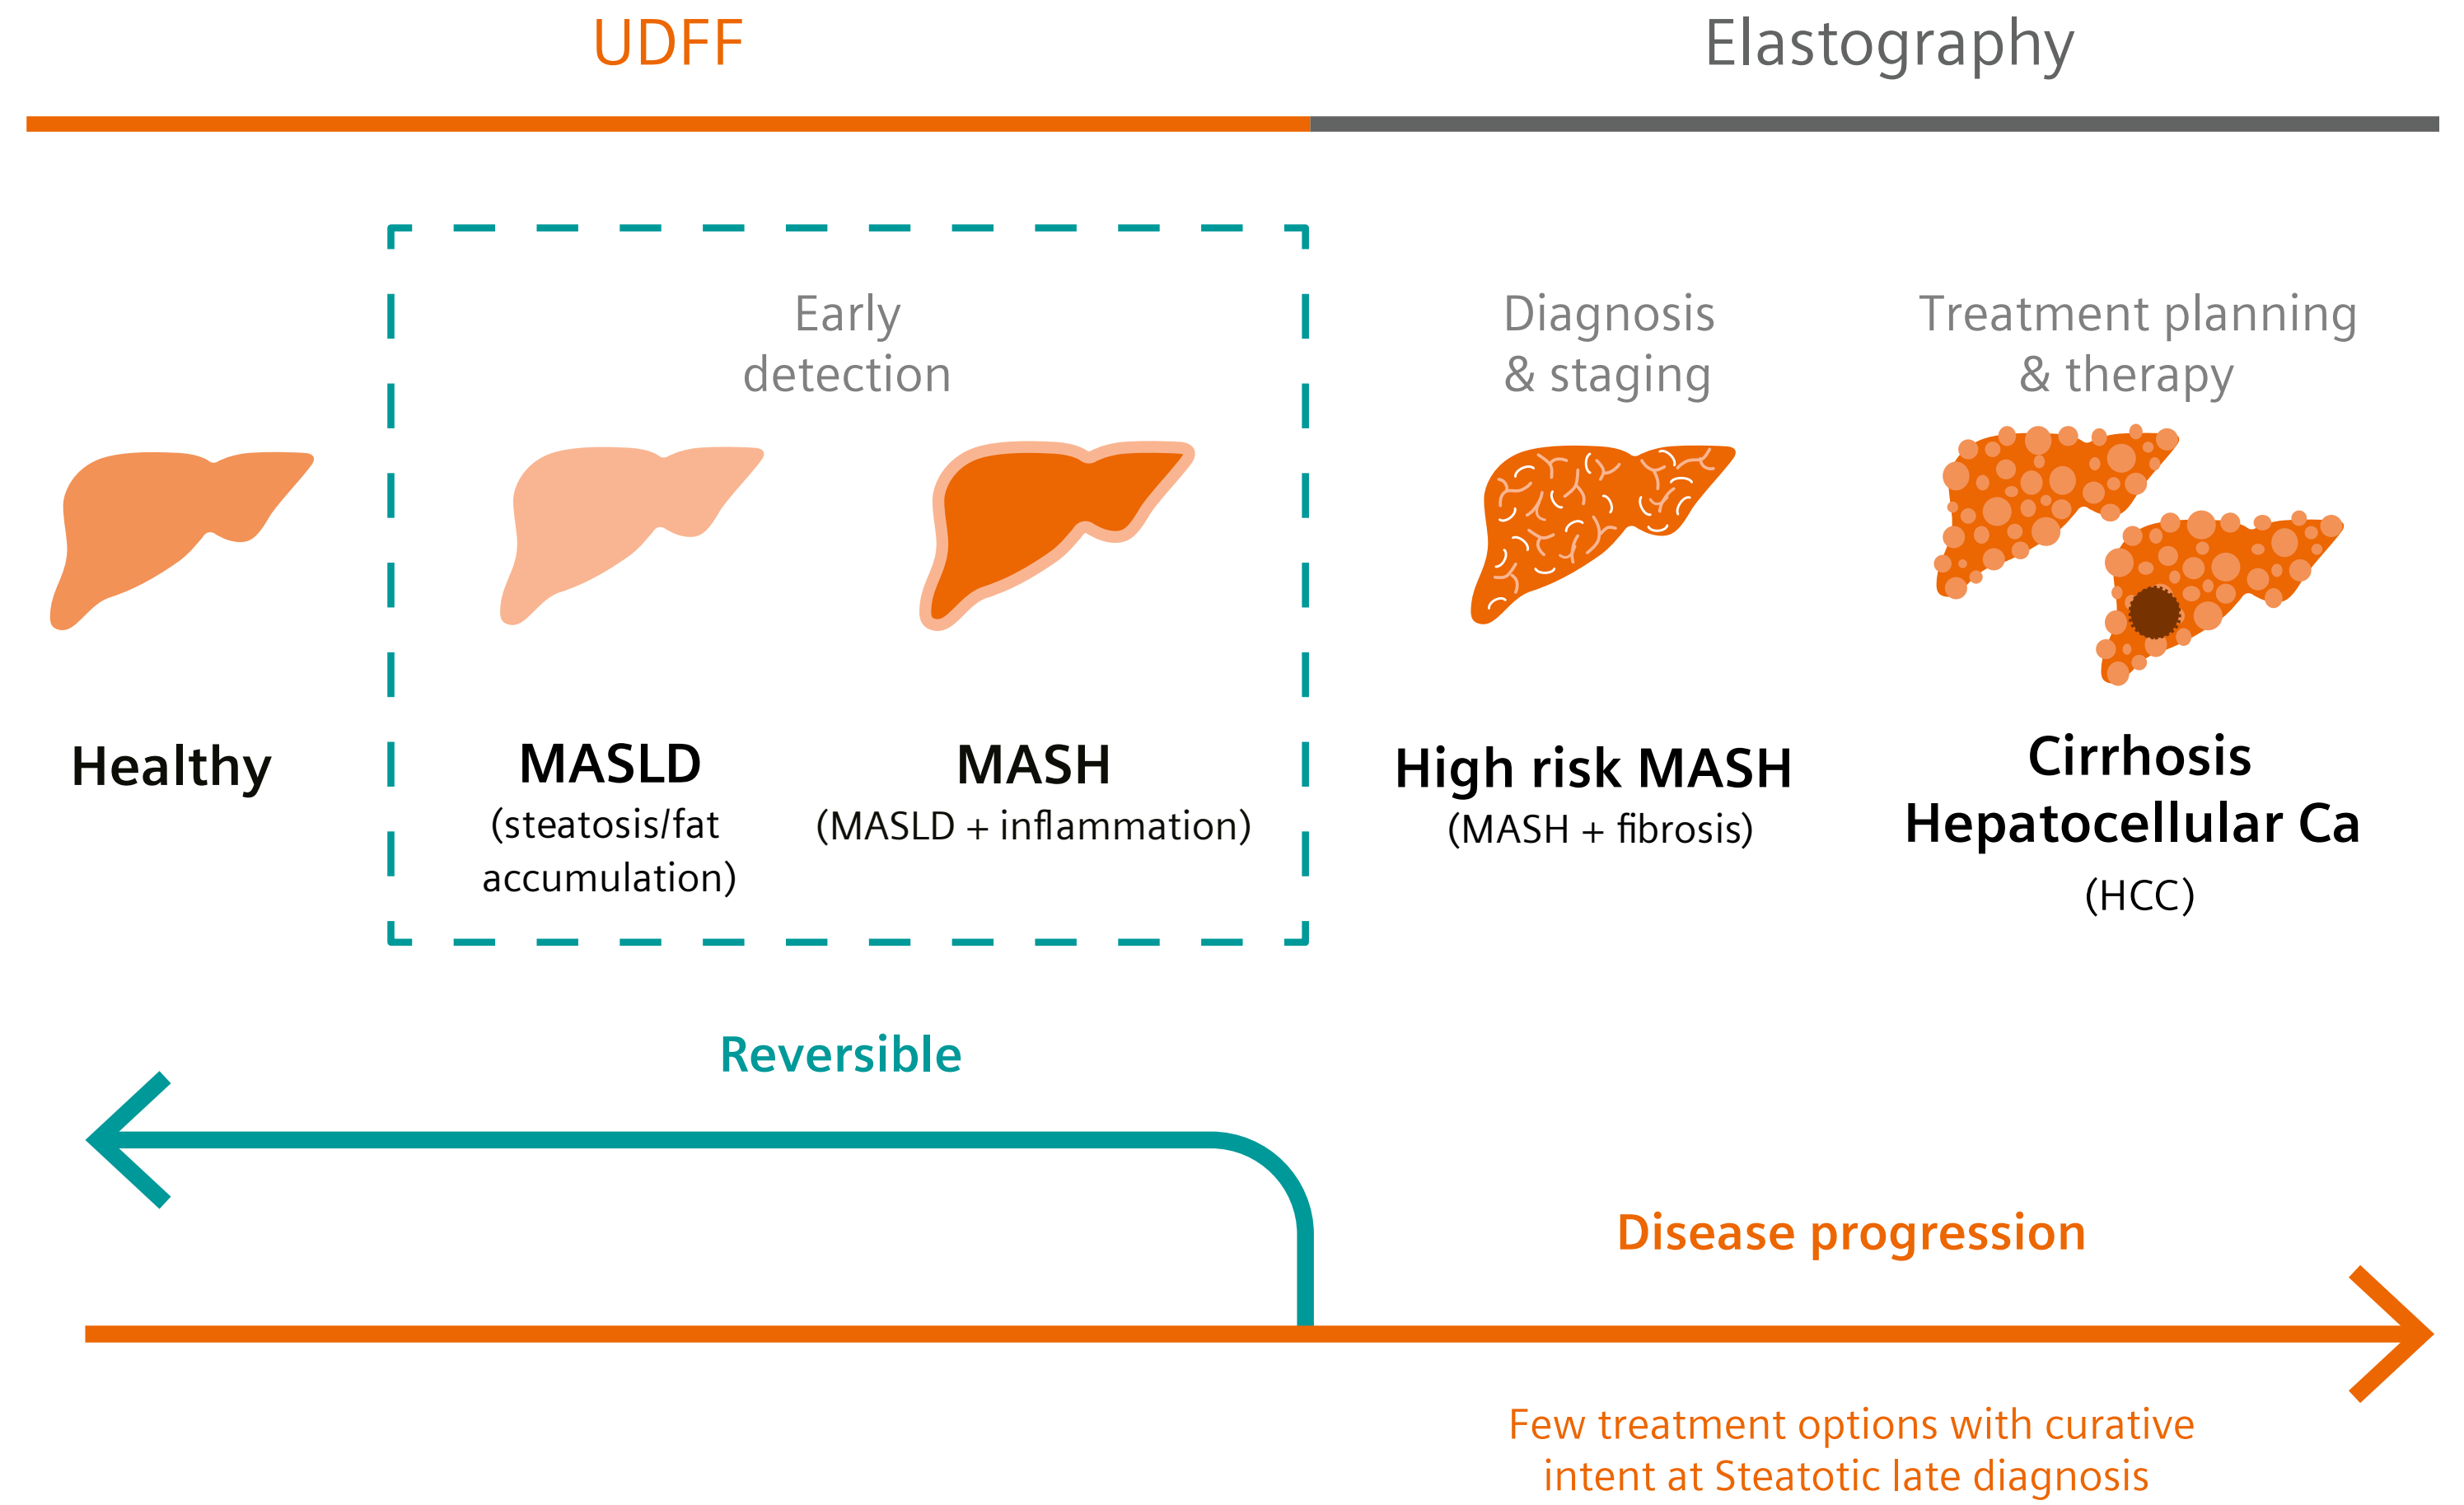 UDFF
Elastography
Early
detection
Diagnosis
& staging
Treatment planning
& therapy
Healthy
MASLD
(steatosis/fat
accumulation)
MASH
(MASLD + inflammation)
High risk MASH
(MASH + fibrosis)
Cirrhosis
Hepatocellular Ca
(HCC)
Reversible
Disease progression
Few treatment options with curative
intent at Steatotic late diagnosis